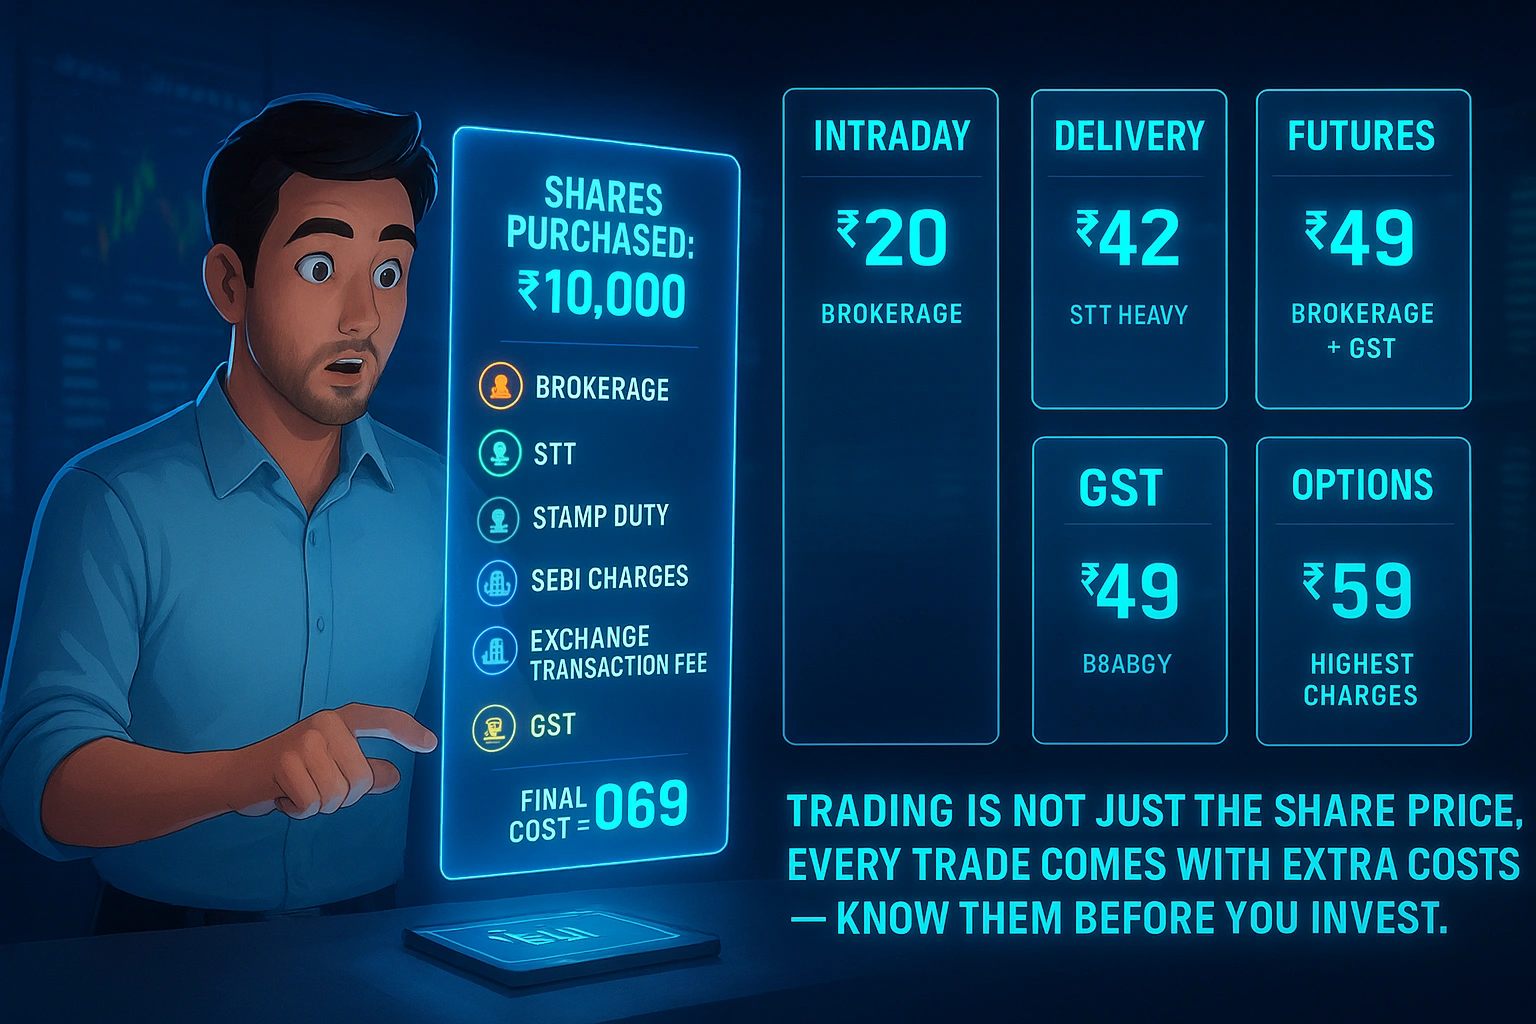 SHARES
PURCHASED:
₹10,000
BROKERAGE
STT
STAMP DUTY
SEBI CHARGES
EXCHANGE
TRANSACTION FEE
GST
FINAL
COST = 069
INTRADAY
₹20
BROKERAGE
DELIVERY
₹42
STT HEAVY
FUTURES
₹49
BROKERAGE
+ GST
GST
₹49
B8ABGY
OPTIONS
₹59
HIGHEST
CHARGES
TRADING IS NOT JUST THE SHARE PRICE,
EVERY TRADE COMES WITH EXTRA COSTS
— KNOW THEM BEFORE YOU INVEST.